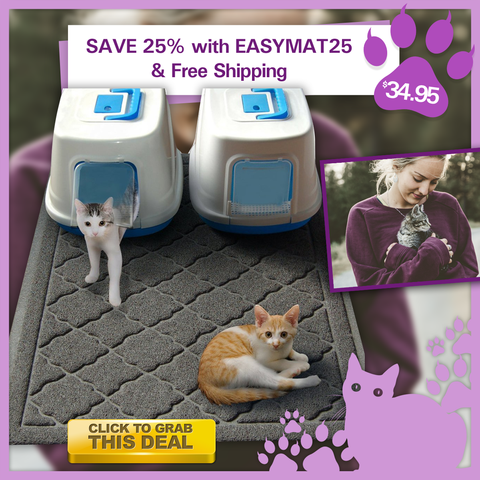 SAVE 25% with EASYMAT25
& Free Shipping
$34.95
CLICK TO GRAB
THIS DEAL